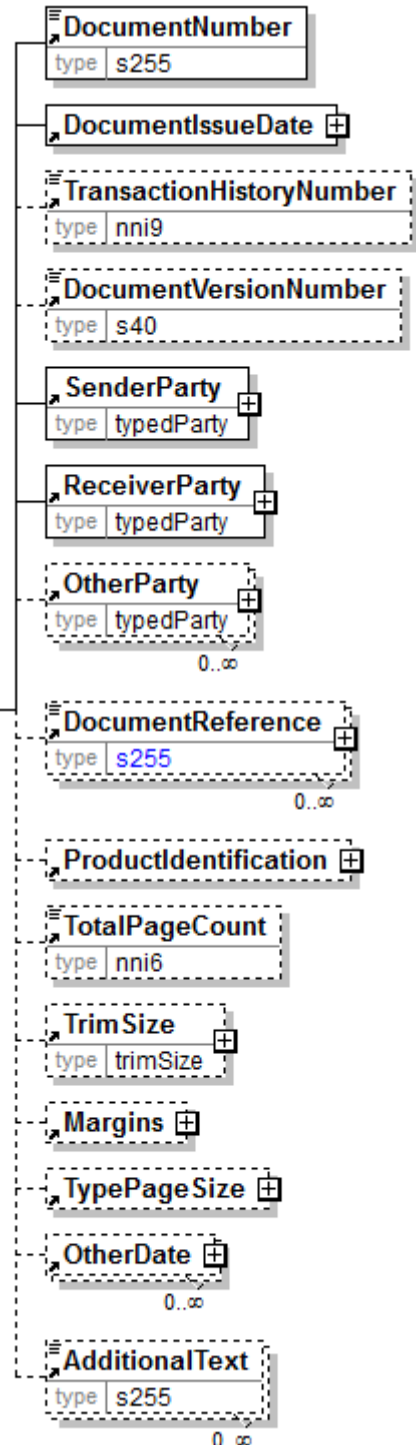 DocumentNumber
type s255
DocumentIssueDate
TransactionHistoryNumber
type nni9
DocumentVersionNumber
type s40
SenderParty
type typedParty
ReceiverParty
type typedParty
OtherParty
type typedParty
0..∞
DocumentReference
type s255
0..∞
ProductIdentification
TotalPageCount
type nni6
TrimSize
type trimSize
Margins
TypePageSize
OtherDate
0..∞
AdditionalText
type s255
0..∞